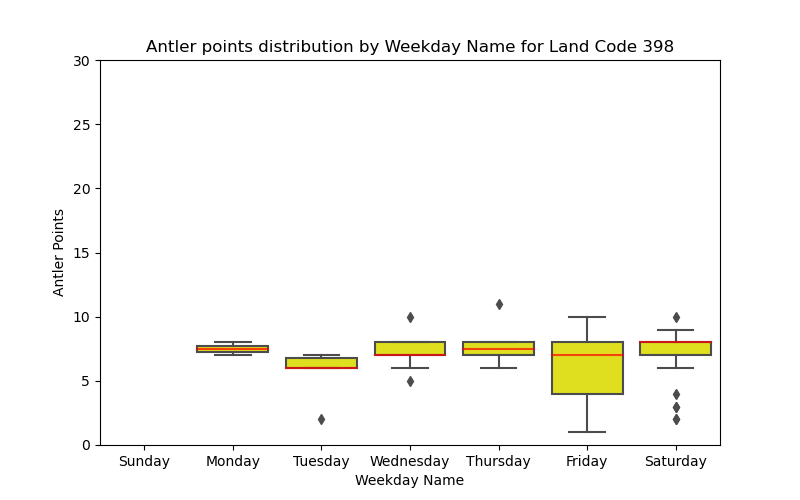 Antler points distribution by Weekday Name for Land Code 398
30
25
20
15
10
5
0
Antler Points
Sunday Monday Tuesday Wednesday Thursday Friday Saturday
Weekday Name